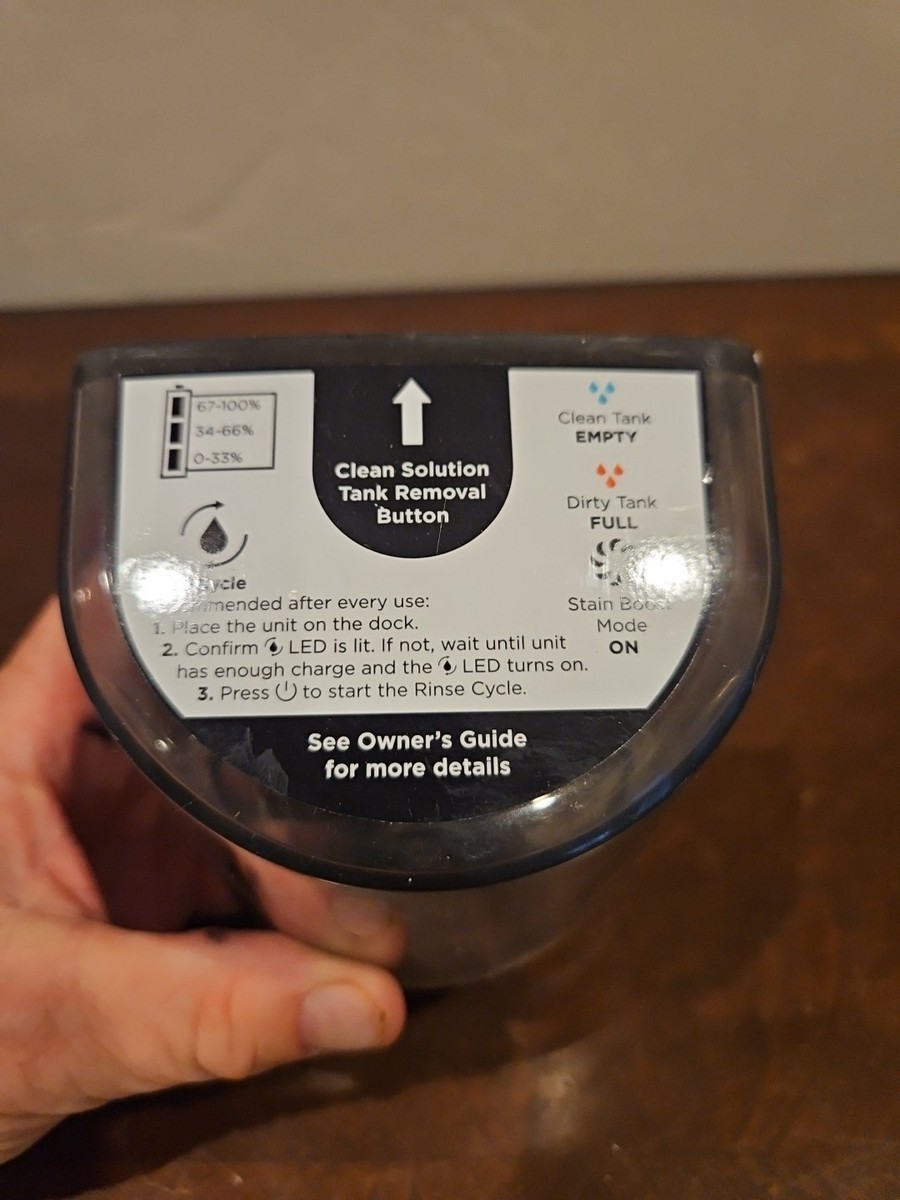 67-100%
34-66%
0-33%
Clean Solution
Tank Removal
Button
Clean Tank
EMPTY
Dirty Tank
FULL
Stain Boost
Mode
ON
Cycle
after every use:
1. Place the unit on the dock.
2. Confirm LED is lit. If not, wait until unit
has enough charge and the LED turns on.
3. Press to start the Rinse Cycle.
See Owner's Guide
for more details